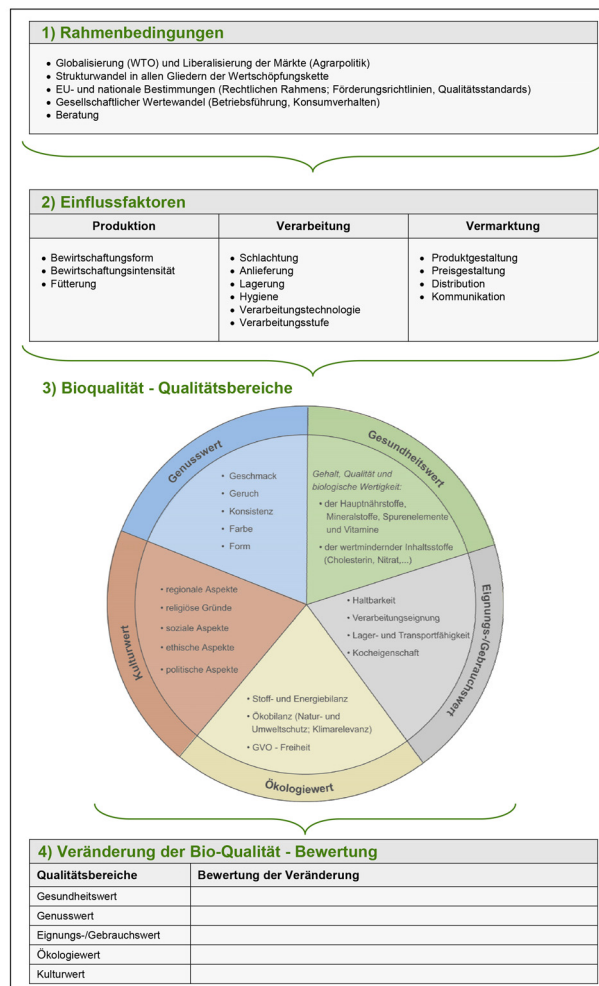 1) Rahmenbedingungen
• Globalisierung (WTO) und Liberalisierung der Märkte (Agrarpolitik)
• Strukturwandel in allen Gliedern der Wertschöpfungskette
• EU- und nationale Bestimmungen (Rechtlichen Rahmens; Förderungsrichtlinien, Qualitätsstandards)
• Gesellschaftlicher Wertewandel (Betriebsführung, Konsumverhalten)
• Beratung
2) Einflussfaktoren
Produktion
• Bewirtschaftungsform
• Bewirtschaftungsintensität
• Fütterung
Verarbeitung
• Schlachtung
• Anlieferung
• Lagerung
• Hygiene
• Verarbeitungstechnologie
• Verarbeitungsstufe
Vermarktung
• Produktgestaltung
• Preisgestaltung
• Distribution
• Kommunikation
3) Bioqualität - Qualitätsbereiche
Genusswert
• Geschmack
• Geruch
• Konsistenz
• Farbe
• Form
Gesundheitswert
Gehalt, Qualität und
biologische Wertigkeit:
• der Hauptnährstoffe,
Mineralstoffe, Spurenelemente
und Vitamine
• der wertmindernder Inhaltsstoffe
(Cholesterin, Nitrat,...)
Eignungs-/Gebrauchswert
• Haltbarkeit
• Verarbeitungseignung
• Lager- und Transportfähigkeit
• Kocheigenschaft
Kulturwert
• regionale Aspekte
• religiöse Gründe
• soziale Aspekte
• ethische Aspekte
• politische Aspekte
• Stoff- und Energiebilanz
• Ökobilanz (Natur- und
Umweltschutz; Klimarelevanz)
• GVO - Freiheit
Ökologiewert
4) Veränderung der Bio-Qualität - Bewertung
Qualitätsbereiche Bewertung der Veränderung
Gesundheitswert
Genusswert
Eignungs-/Gebrauchswert
Ökologiewert
Kulturwert